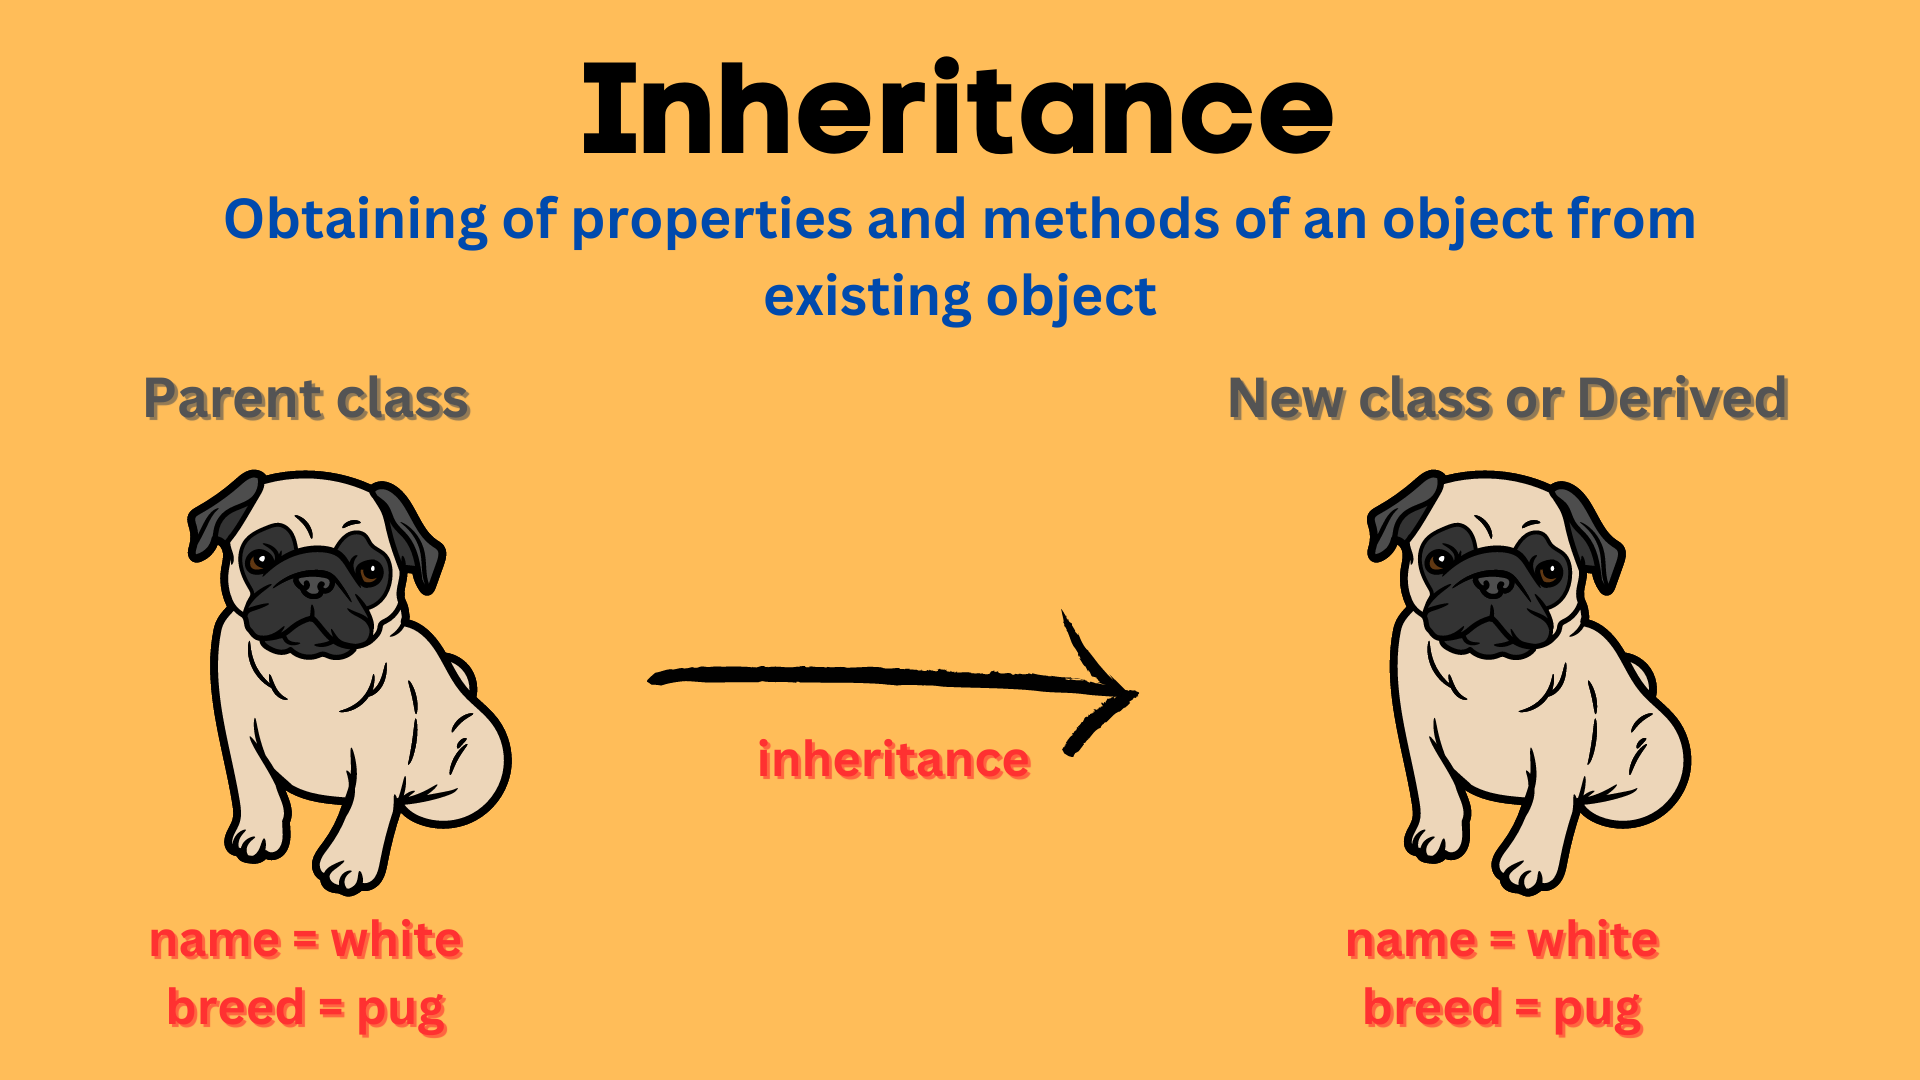 Inheritance
Obtaining of properties and methods of an object from
existing object
Parent class
New class or Derived
inheritance
name = white
breed = pug
name = white
breed = pug